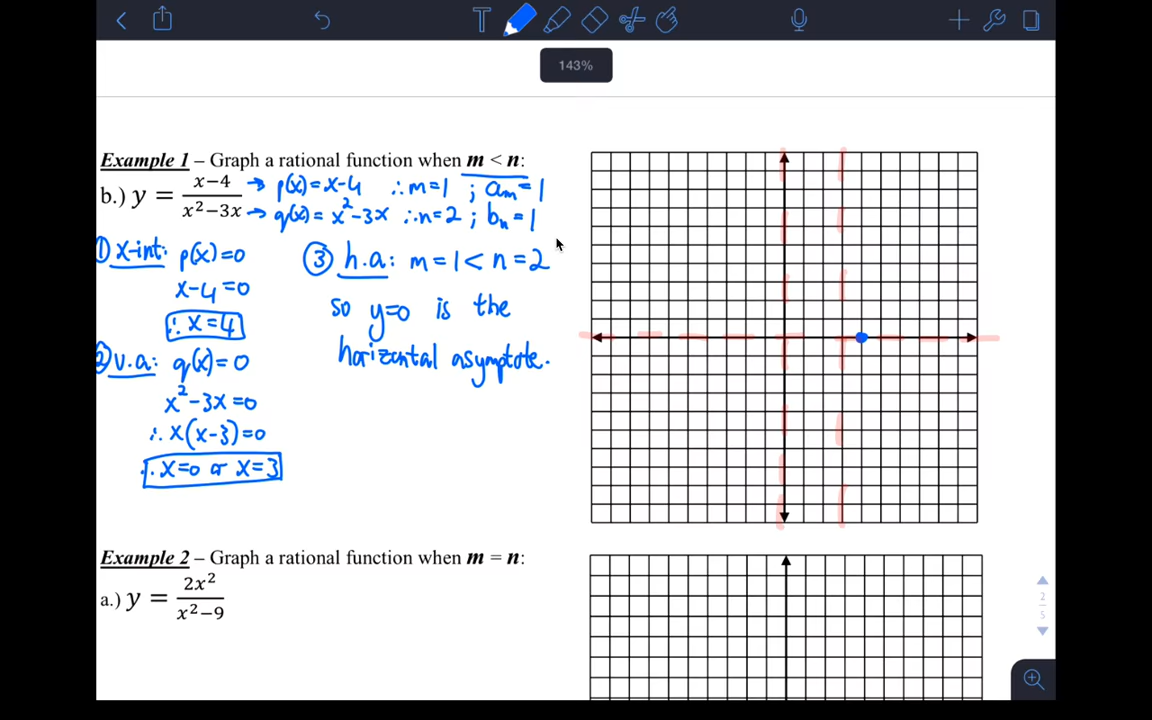 143%
Example 1 – Graph a rational function when m < n:
b.) y = x−4 / x²−3x
→ p(x) = x-4 ∴ m=1 ; aₘ = 1
→ q(x) = x²-3x ∴ n=2 ; bₙ = 1
① x-int: p(x)=0
x-4=0
∴ x=4
② v.a: q(x)=0
x²-3x=0
∴ x(x-3)=0
∴ x=0 or x=3
③ h.a: m=1 < n=2
so y=0 is the
horizontal asymptote.
Example 2 – Graph a rational function when m = n:
a.) y = 2x² / x²−9
2
5